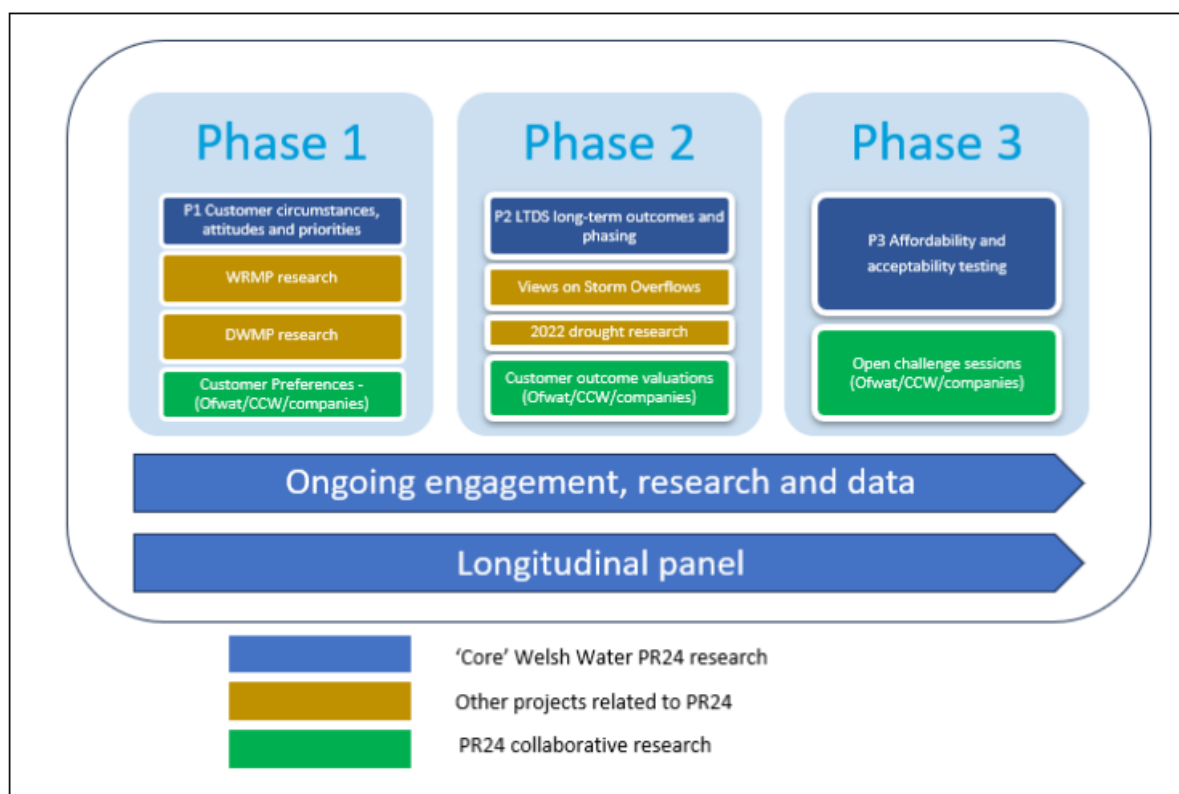 Phase 1
P1 Customer circumstances,
attitudes and priorities
WRMP research
DWMP research
Customer Preferences -
(Ofwat/CCW/companies)
Phase 2
P2 LTDS long-term outcomes and
phasing
Views on Storm Overflows
2022 drought research
Customer outcome valuations
(Ofwat/CCW/companies)
Phase 3
P3 Affordability and
acceptability testing
Open challenge sessions
(Ofwat/CCW/companies)
Ongoing engagement, research and data
Longitudinal panel
‘Core’ Welsh Water PR24 research
Other projects related to PR24
PR24 collaborative research